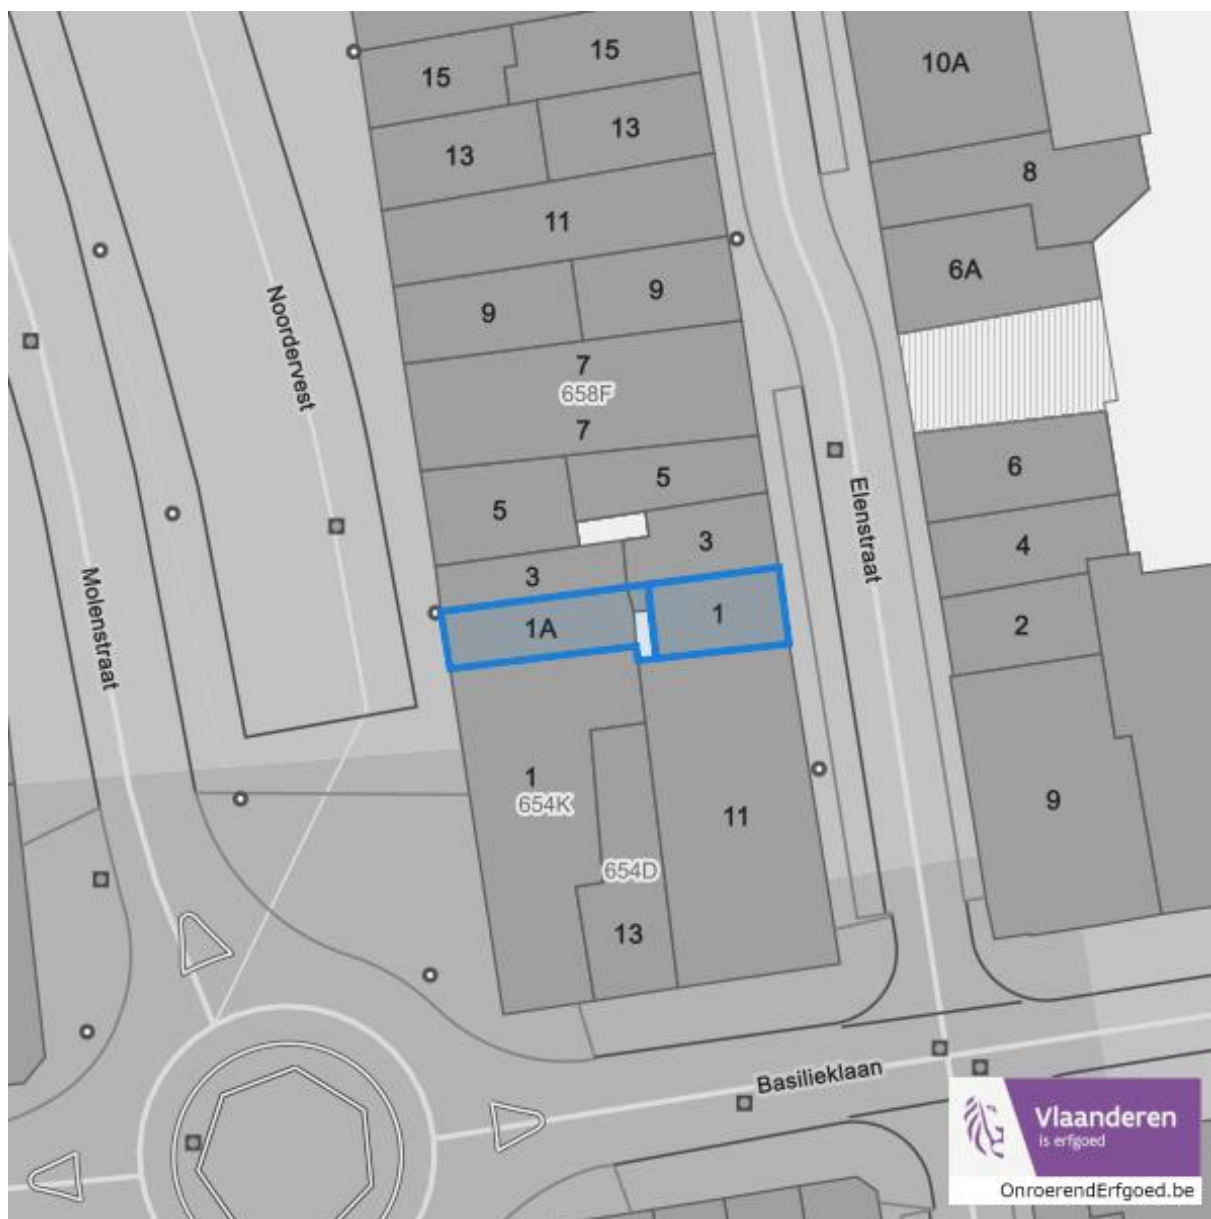 15
15
10A
13
13
8
11
6A
9
9
Noordervest
7
658F
7
6
5
5
Elenstraat
3
4
3
Molenstraat
1A
1
2
1
654K
11
9
654D
13
Basilieklaan
Vlaanderen
is erfgoed
OnroerendErfgoed.be